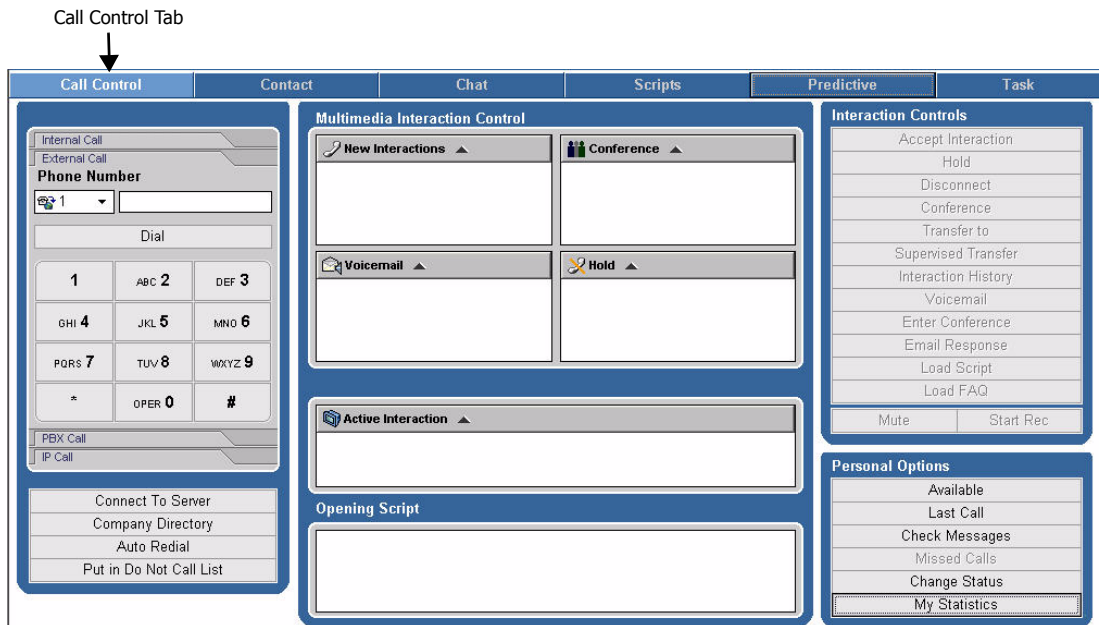 Call Control Tab
Call Control
Contact
Chat
Scripts
Predictive
Task
Internal Call
External Call
Phone Number
1
Dial
1
ABC 2
DEF 3
GHI 4
JKL 5
MNO 6
PQRS 7
TUV 8
WXYZ 9
*
OPER 0
#
PBX Call
IP Call
Connect To Server
Company Directory
Auto Redial
Put in Do Not Call List
Multimedia Interaction Control
New Interactions
Conference
Voicemail
Hold
Active Interaction
Opening Script
Interaction Controls
Accept Interaction
Hold
Disconnect
Conference
Transfer to
Supervised Transfer
Interaction History
Voicemail
Enter Conference
Email Response
Load Script
Load FAQ
Mute
Start Rec
Personal Options
Available
Last Call
Check Messages
Missed Calls
Change Status
My Statistics